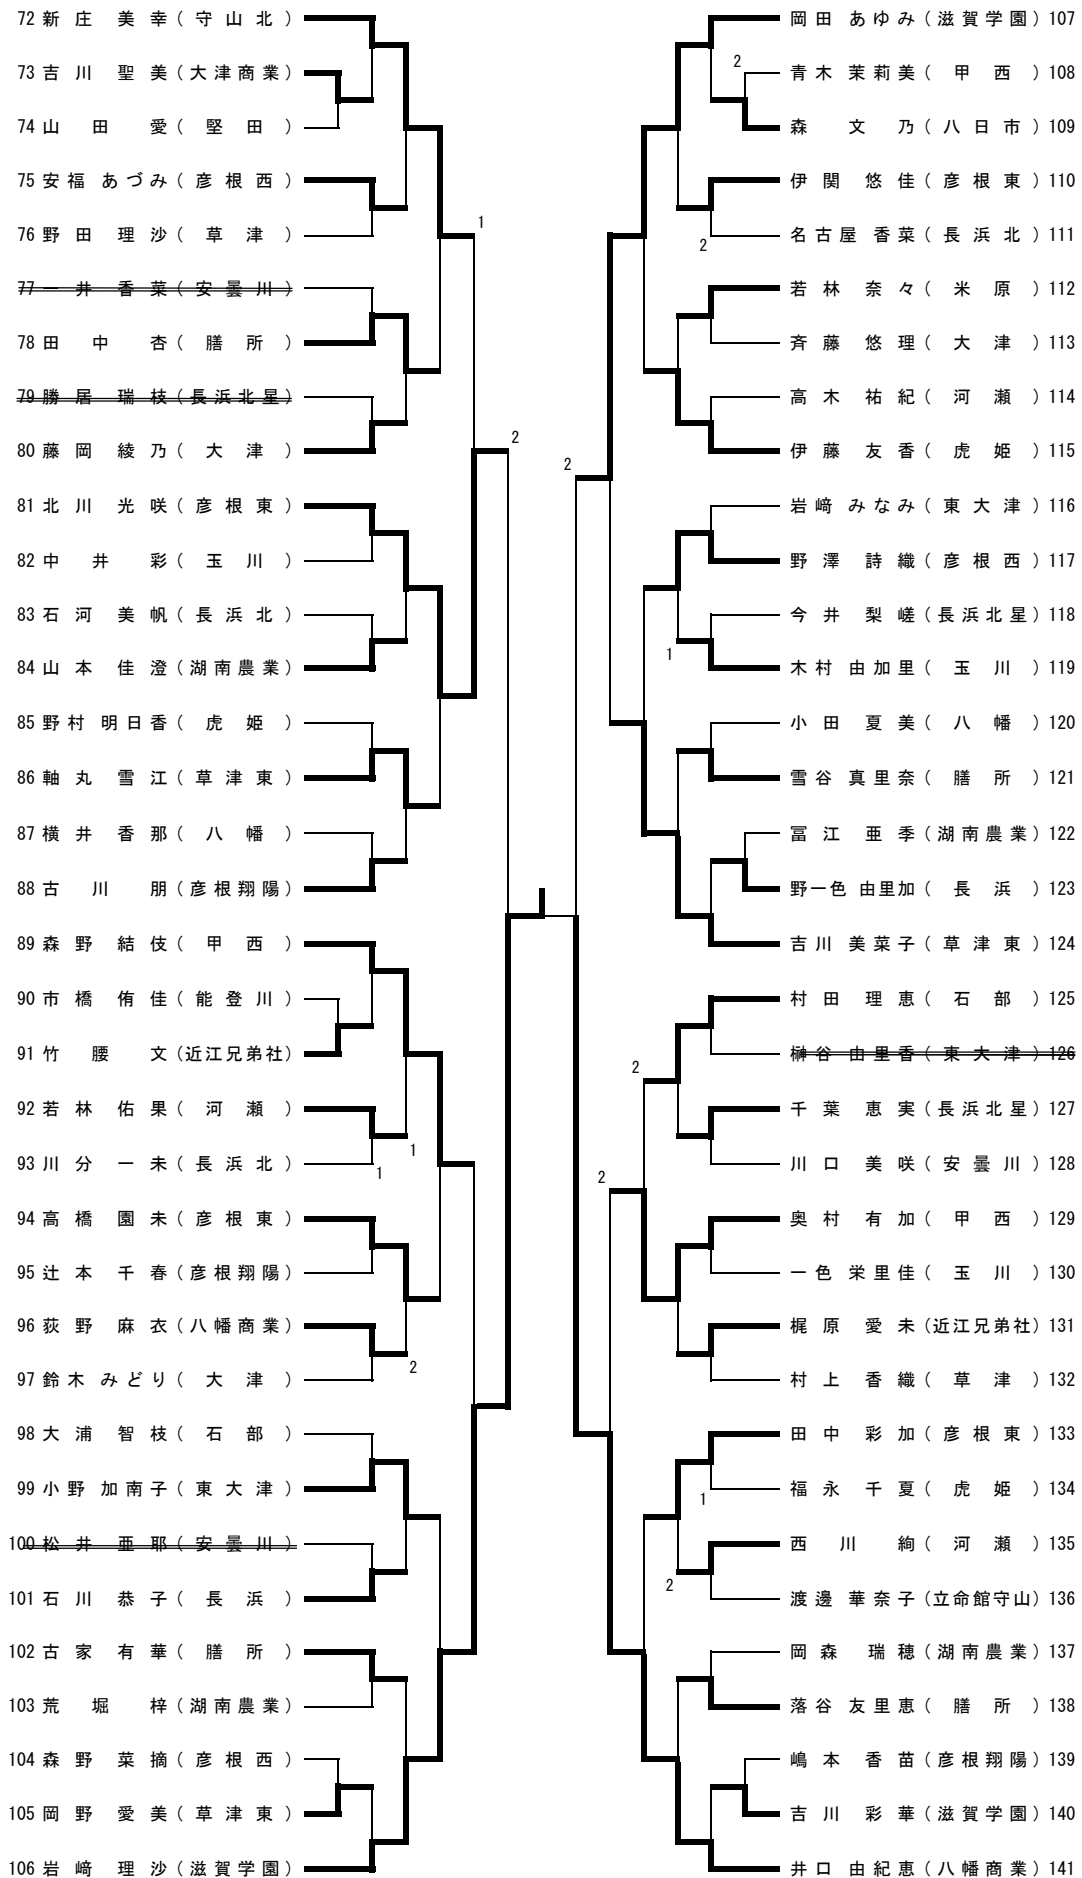 72 新庄 美幸 ( 守山北 )
73 吉川 聖美 ( 大津商業 )
74 山田 愛 ( 堅田 )
75 安福 あづみ ( 彦根西 )
76 野田 理沙 ( 草津 )
1
77 一井 香菜 ( 安曇川 )
78 田中 杏 ( 膳所 )
79 勝居 瑞枝 ( 長浜北星 )
80 藤岡 綾乃 ( 大津 )
2
81 北川 光咲 ( 彦根東 )
82 中井 彩 ( 玉川 )
83 石河 美帆 ( 長浜北 )
84 山本 佳澄 ( 湖南農業 )
85 野村 明日香 ( 虎姫 )
86 軸丸 雪江 ( 草津東 )
87 横井 香那 ( 八幡 )
88 古川 朋 ( 彦根翔陽 )
89 森野 結伎 ( 甲西 )
90 市橋 侑佳 ( 能登川 )
91 竹腰 文 (近江兄弟社)
92 若林 佑果 ( 河瀬 )
1
93 川分 一未 ( 長浜北 )
1
94 高橋 園未 ( 彦根東 )
95 辻本 千春 ( 彦根翔陽 )
96 荻野 麻衣 ( 八幡商業 )
2
97 鈴木 みどり ( 大津 )
98 大浦 智枝 ( 石部 )
99 小野 加南子 ( 東大津 )
100 松井 亜耶 ( 安曇川 )
101 石川 恭子 ( 長浜 )
102 古家 有華 ( 膳所 )
103 荒堀 梓 ( 湖南農業 )
104 森野 菜摘 ( 彦根西 )
105 岡野 愛美 ( 草津東 )
106 岩﨑 理沙 ( 滋賀学園 )
岡田 あゆみ ( 滋賀学園 ) 107
2
青木 茉莉美 ( 甲西 ) 108
森 文乃 ( 八日市 ) 109
伊関 悠佳 ( 彦根東 ) 110
名古屋 香菜 ( 長浜北 ) 111
2
若林 奈々 ( 米原 ) 112
斉藤 悠理 ( 大津 ) 113
高木 祐紀 ( 河瀬 ) 114
伊藤 友香 ( 虎姫 ) 115
2
岩﨑 みなみ ( 東大津 ) 116
野澤 詩織 ( 彦根西 ) 117
今井 梨嵯 ( 長浜北星 ) 118
1
木村 由加里 ( 玉川 ) 119
小田 夏美 ( 八幡 ) 120
雪谷 真里奈 ( 膳所 ) 121
冨江 亜季 ( 湖南農業 ) 122
野一色 由里加 ( 長浜 ) 123
吉川 美菜子 ( 草津東 ) 124
村田 理恵 ( 石部 ) 125
榊谷 由里香 ( 東大津 ) 126
2
千葉 恵実 ( 長浜北星 ) 127
川口 美咲 ( 安曇川 ) 128
2
奥村 有加 ( 甲西 ) 129
一色 栄里佳 ( 玉川 ) 130
梶原 愛未 (近江兄弟社) 131
村上 香織 ( 草津 ) 132
田中 彩加 ( 彦根東 ) 133
福永 千夏 ( 虎姫 ) 134
1
西川 絢 ( 河瀬 ) 135
2
渡邊 華奈子 (立命館守山) 136
岡森 瑞穂 ( 湖南農業 ) 137
落谷 友里恵 ( 膳所 ) 138
嶋本 香苗 ( 彦根翔陽 ) 139
吉川 彩華 ( 滋賀学園 ) 140
井口 由紀恵 ( 八幡商業 ) 141